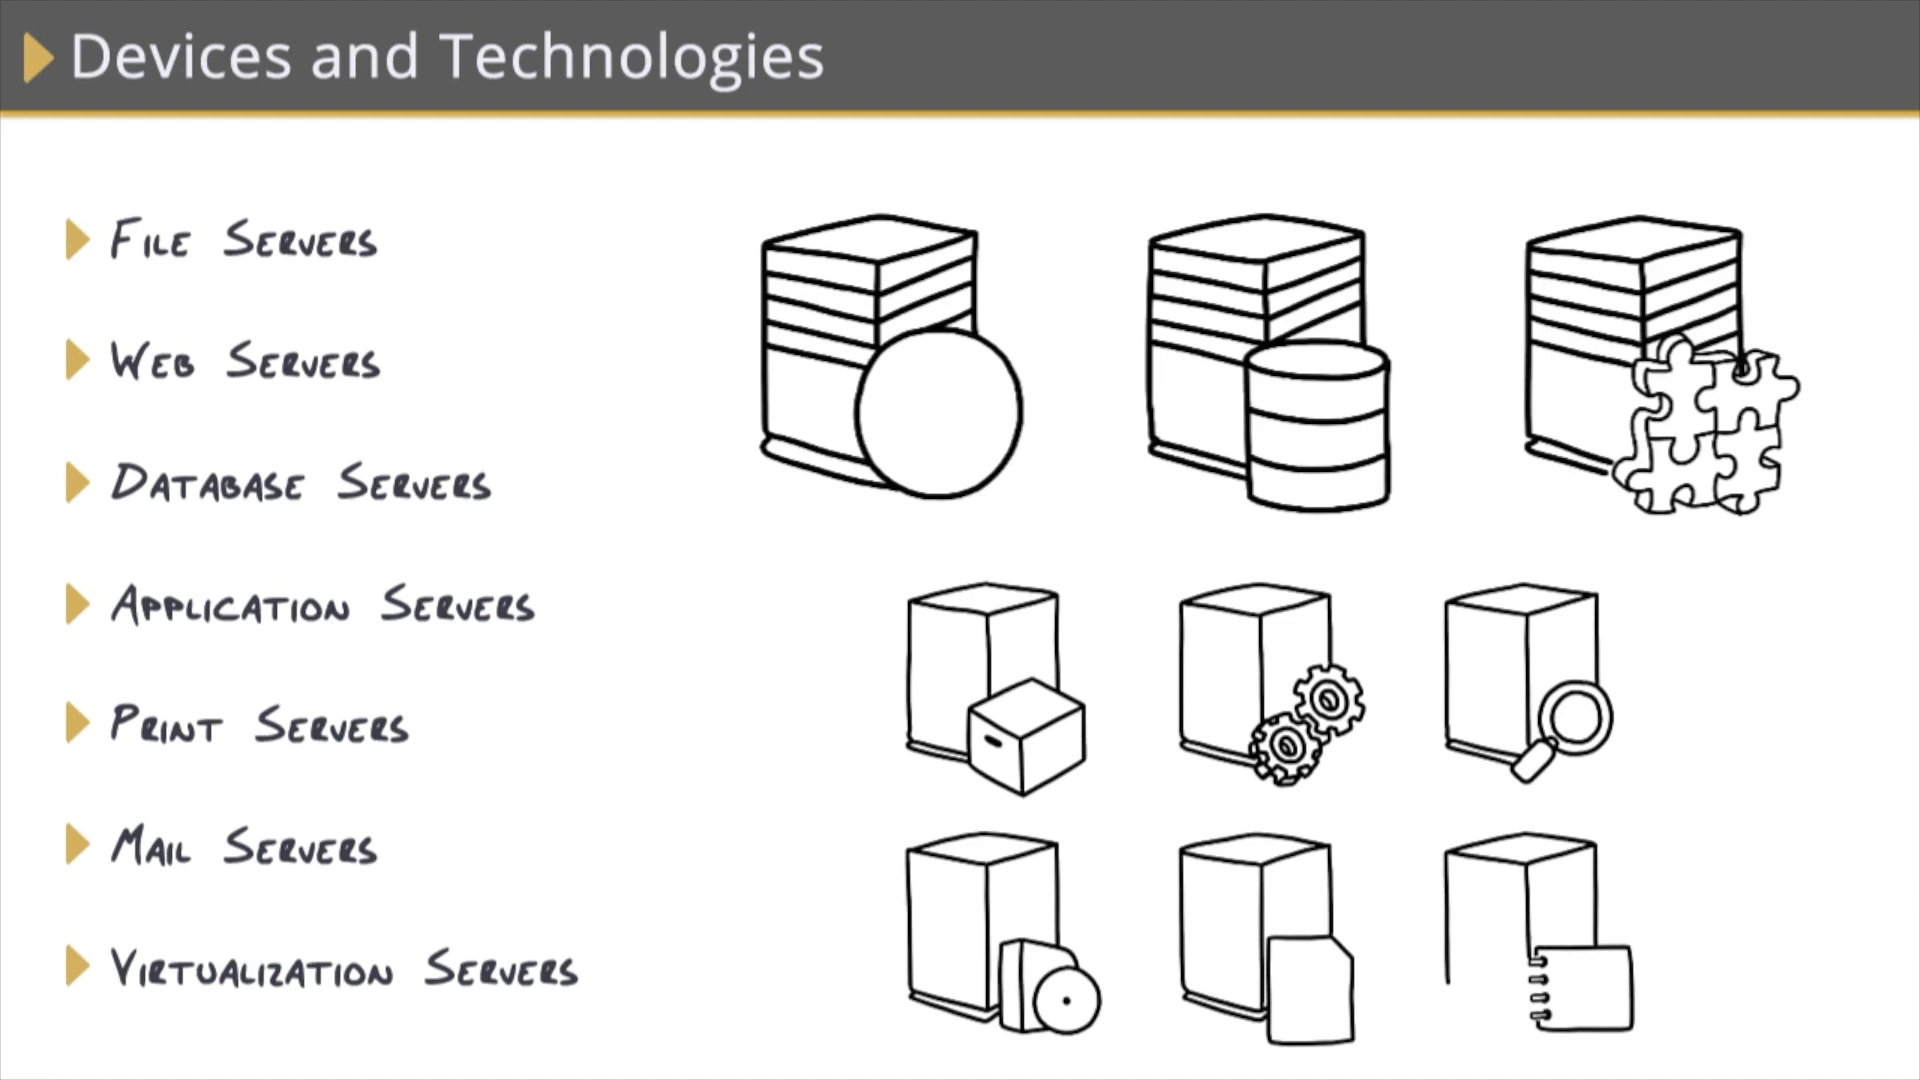 Devices and Technologies
File Servers
Web Servers
Database Servers
Application Servers
Print Servers
Mail Servers
Virtualization Servers